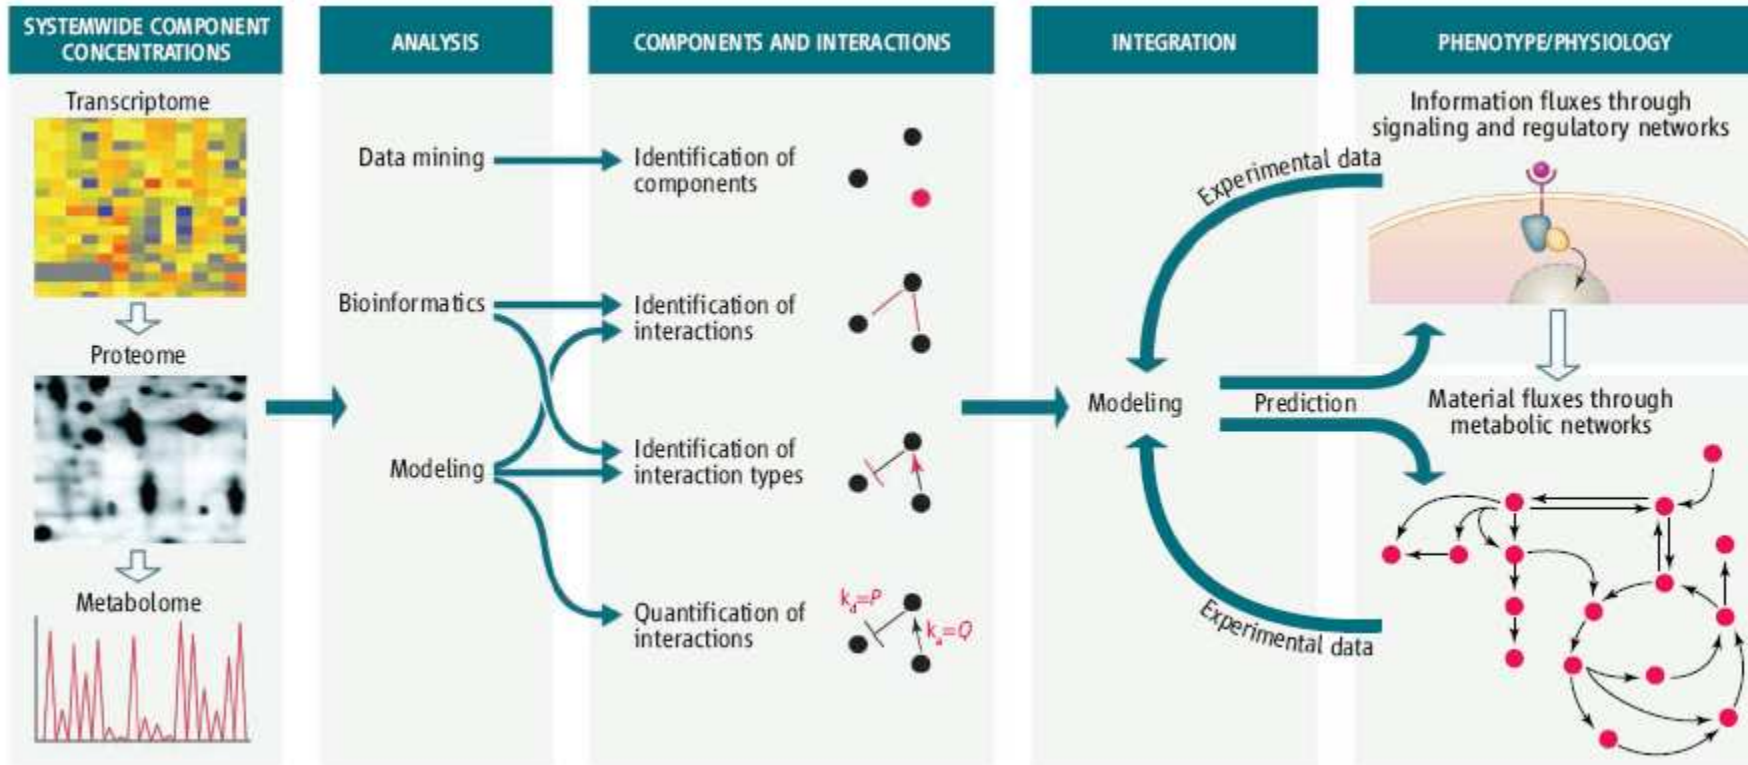 SYSTEMWIDE COMPONENT
CONCENTRATIONS
Transcriptome
Proteome
Metabolome
ANALYSIS
Data mining
Bioinformatics
Modeling
COMPONENTS AND INTERACTIONS
Identification of
components
Identification of
interactions
Identification of
interaction types
Quantification of
interactions
k_d=P
k_a=Q
INTEGRATION
Experimental data
Modeling
Prediction
Experimental data
PHENOTYPE/PHYSIOLOGY
Information fluxes through
signaling and regulatory networks
Material fluxes through
metabolic networks